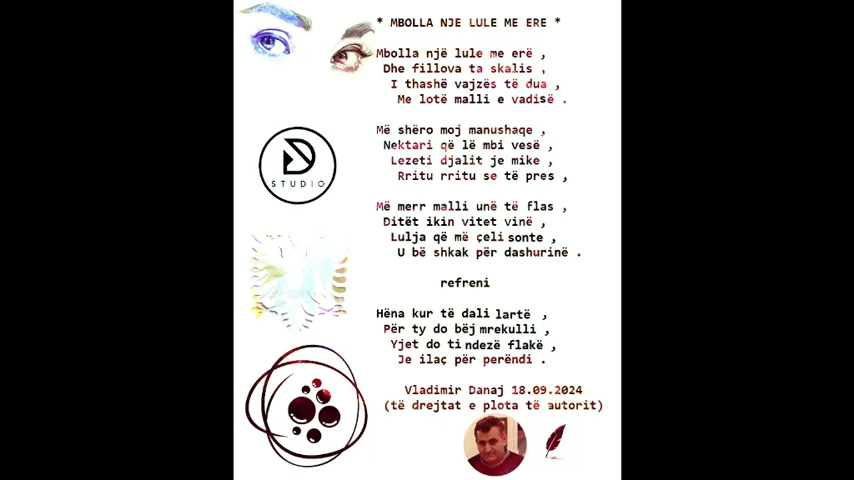 * MBOLLA NJE LULE ME ERE *
Mbolla një lule me erë ,
Dhe fillova ta skalis ,
I thashë vajzës të dua ,
Me lotë malli e vadisë .
Më shëro moj manushaqe ,
Nektari që lë mbi vesë ,
Lezeti djalit je mike ,
Rritu rritu se të pres ,
Më merr malli unë të flas ,
Ditët ikin vitet vinë ,
Lulja që më çeli sonte ,
U bë shkak për dashurinë .
refreni
Hëna kur të dali lartë ,
Për ty do bëj mrekulli ,
Yjet do ti ndezë flakë ,
Je ilaç për perëndi .
Vladimir Danaj 18.09.2024
(të drejtat e plota të autorit)
STUDIO